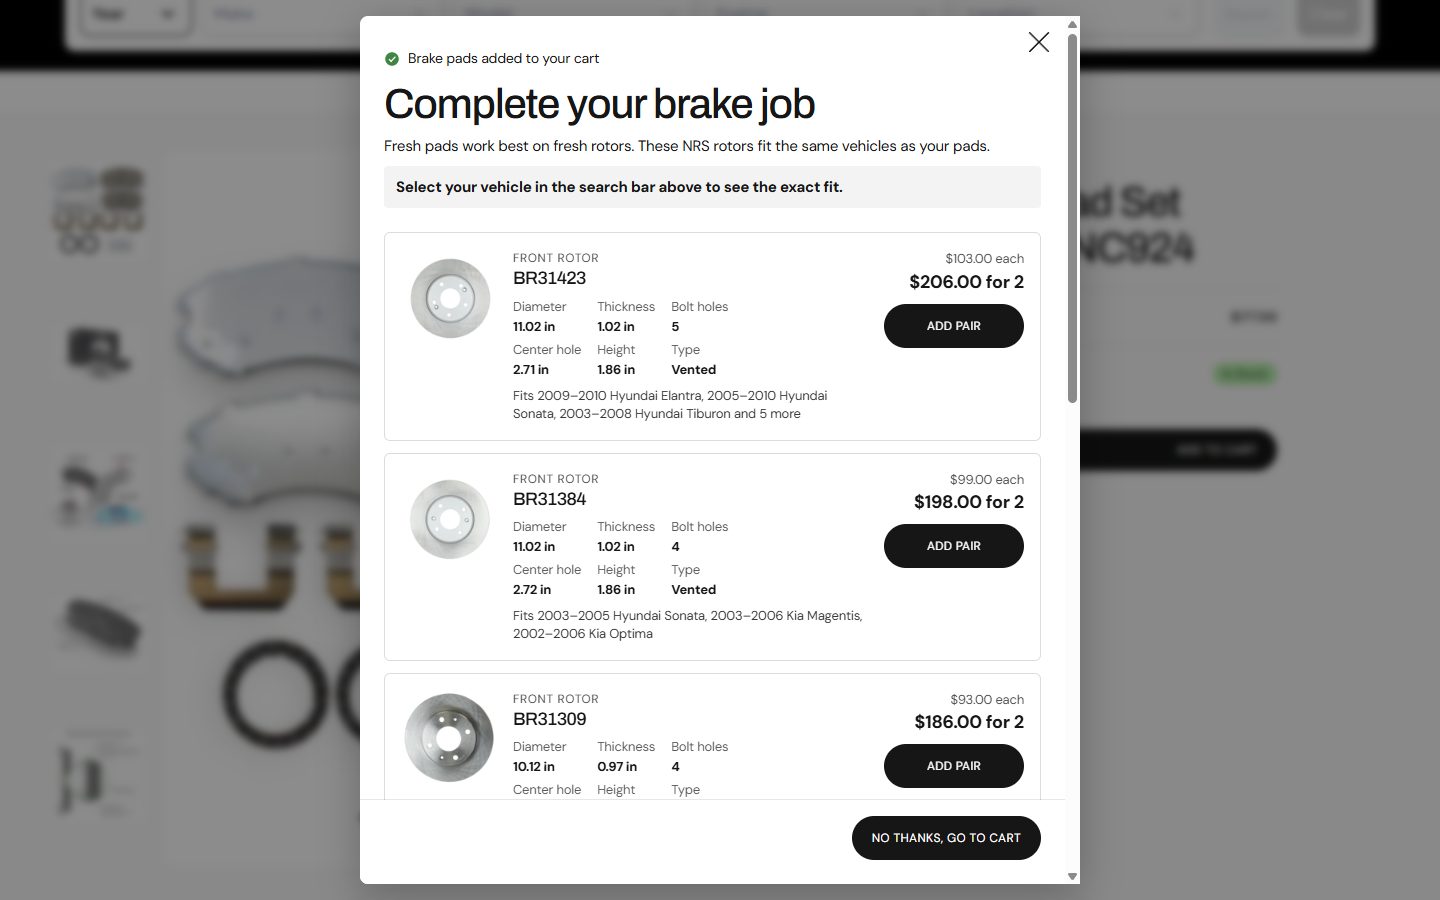 Year
Brake pads added to your cart
Complete your brake job
Fresh pads work best on fresh rotors. These NRS rotors fit the same vehicles as your pads.
Select your vehicle in the search bar above to see the exact fit.
FRONT ROTOR
BR31423
Diameter Thickness Bolt holes
11.02 in 1.02 in 5
Center hole Height Type
2.71 in 1.86 in Vented
Fits 2009–2010 Hyundai Elantra, 2005–2010 Hyundai
Sonata, 2003–2008 Hyundai Tiburon and 5 more
$103.00 each
$206.00 for 2
ADD PAIR
FRONT ROTOR
BR31384
Diameter Thickness Bolt holes
11.02 in 1.02 in 4
Center hole Height Type
2.72 in 1.86 in Vented
Fits 2003–2005 Hyundai Sonata, 2003–2006 Kia Magentis,
2002–2006 Kia Optima
$99.00 each
$198.00 for 2
ADD PAIR
FRONT ROTOR
BR31309
Diameter Thickness Bolt holes
10.12 in 0.97 in 4
Center hole Height Type
$93.00 each
$186.00 for 2
ADD PAIR
NO THANKS, GO TO CART
ad Set
NC924
ADD TO CART